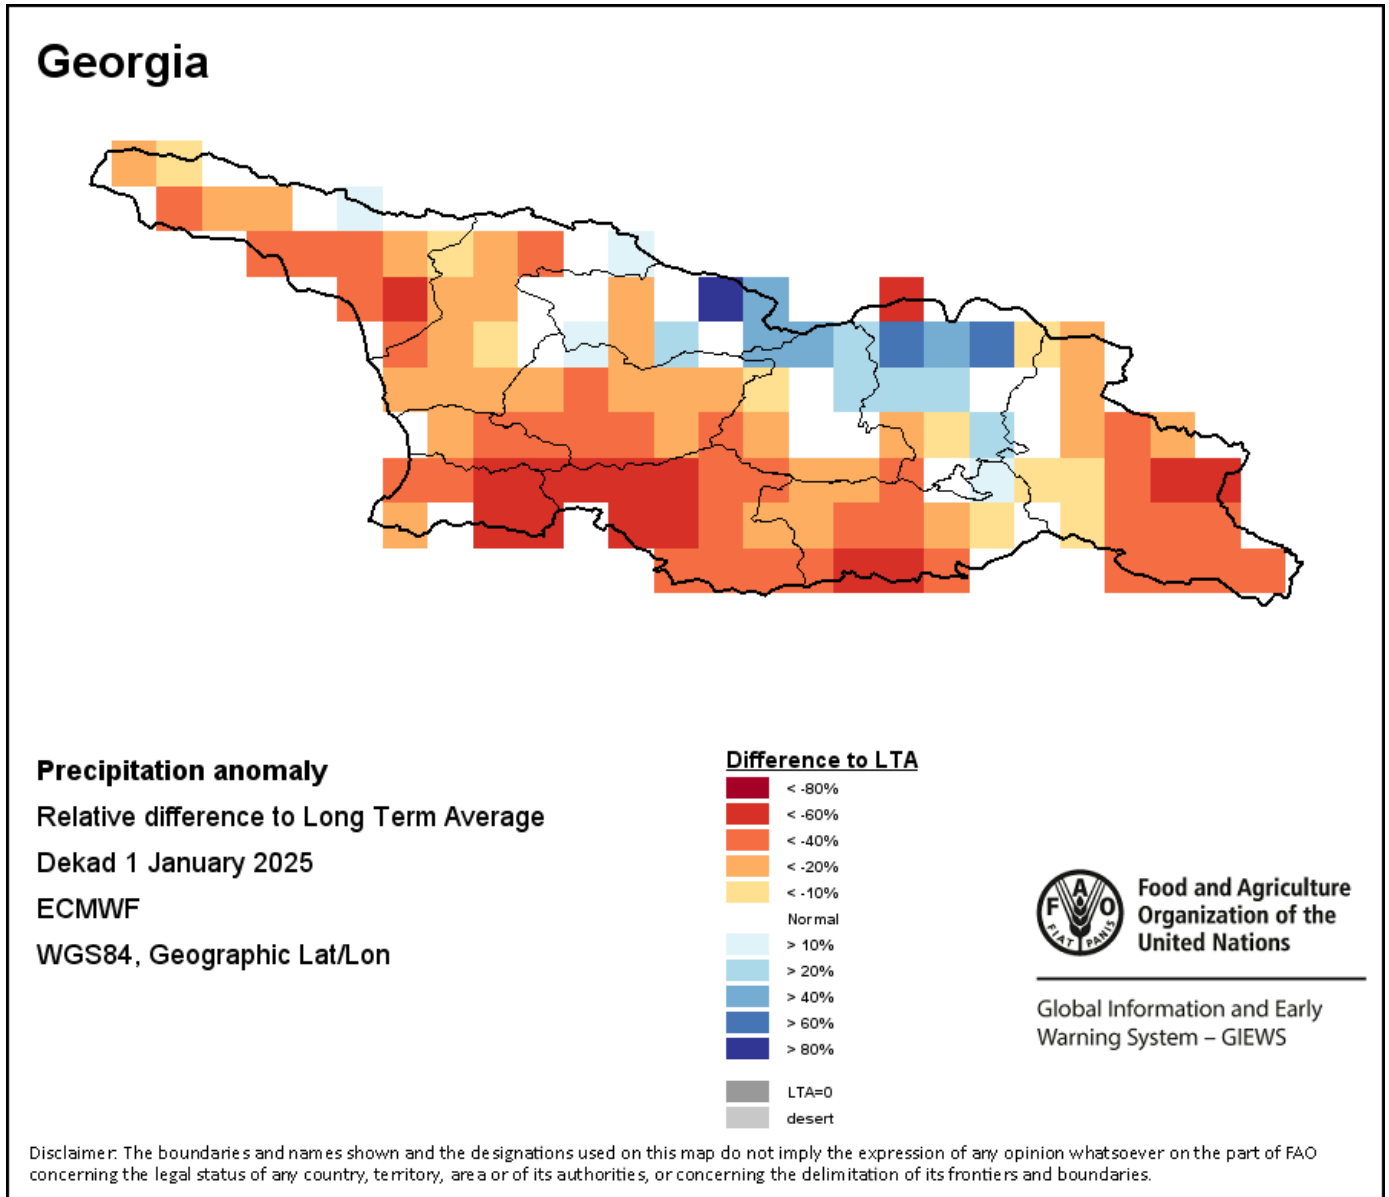 Georgia
Precipitation anomaly
Relative difference to Long Term Average
Dekad 1 January 2025
ECMWF
WGS84, Geographic Lat/Lon
Difference to LTA
< -80%
< -60%
< -40%
< -20%
< -10%
Normal
> 10%
> 20%
> 40%
> 60%
> 80%
LTA=0
desert
F A O
FIAT PANIS
Food and Agriculture
Organization of the
United Nations
Global Information and Early
Warning System – GIEWS
Disclaimer: The boundaries and names shown and the designations used on this map do not imply the expression of any opinion whatsoever on the part of FAO
concerning the legal status of any country, territory, area or of its authorities, or concerning the delimitation of its frontiers and boundaries.